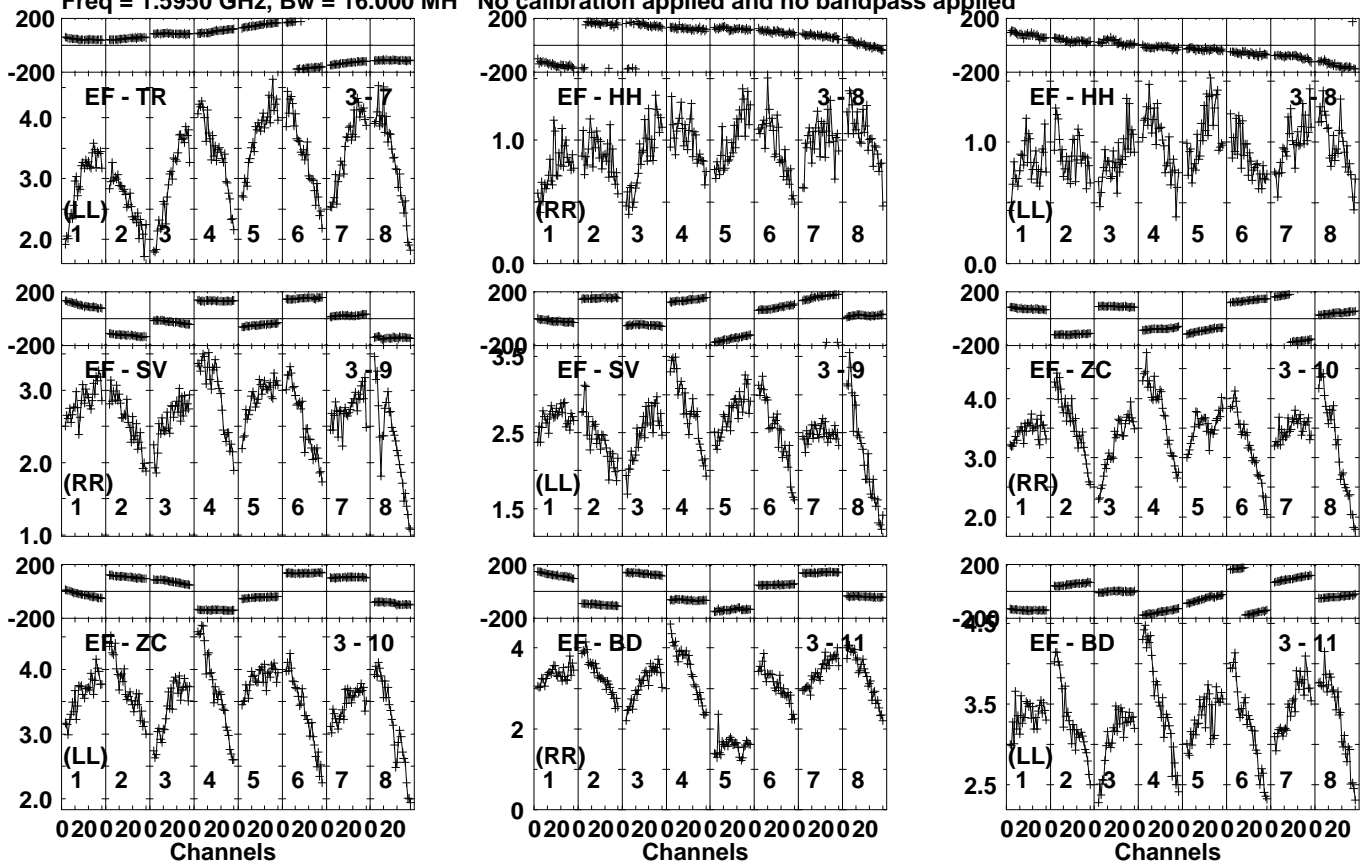 Freq = 1.5950 GHz, Bw = 16.000 MH No calibration applied and no bandpass applied
200 200 200
-200 -200 -200
EF - TR 3 - 7 EF - HH 3 - 8 EF - HH 3 - 8
4.0 1.0 1.0
3.0
2.0
(LL) (RR) (LL)
1 2 3 4 5 6 7 8 1 2 3 4 5 6 7 8 1 2 3 4 5 6 7 8
0.0 0.0
200 200 200
-200 -200 -200
EF - SV 3 - 9 EF - SV 3 - 9 EF - ZC 3 - 10
3.0 3.5 4.0
2.0 2.5 3.0
1.0 1.5 2.0
(RR) (LL) (RR)
1 2 3 4 5 6 7 8 1 2 3 4 5 6 7 8 1 2 3 4 5 6 7 8
200 200 200
-200 -200 -200
EF - ZC 3 - 10 EF - BD 3 - 11 EF - BD 3 - 11
4.0 4 4.5
3.0 2 3.5
2.0 0 2.5
(LL) (RR) (LL)
1 2 3 4 5 6 7 8 1 2 3 4 5 6 7 8 1 2 3 4 5 6 7 8
0 20 0 20 0 20 0 20 0 20 0 20 0 20 0 20 0 20 0 20 0 20 0 20 0 20 0 20 0 20 0 20 0 20 0 20 0 20 0 20 0 20 0 20 0 20 0 20
Channels Channels Channels